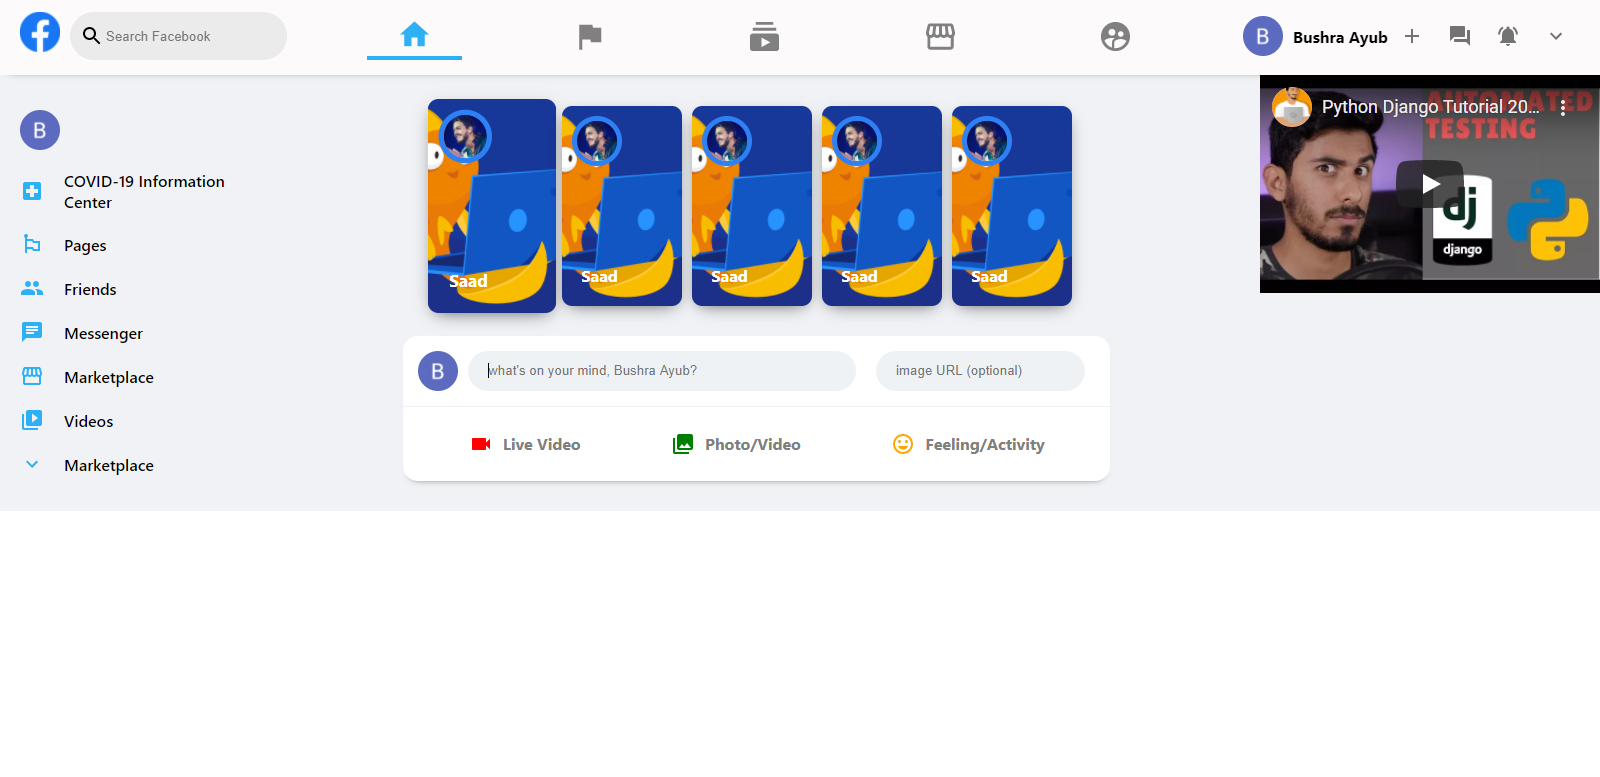 Search Facebook
B
Bushra Ayub
B
COVID-19 Information
Center
Pages
Friends
Messenger
Marketplace
Videos
Marketplace
Saad
Saad
Saad
Saad
Saad
B
what's on your mind, Bushra Ayub?
image URL (optional)
Live Video
Photo/Video
Feeling/Activity
Python Django Tutorial 20...
AUTOMATED
TESTING
dj
django